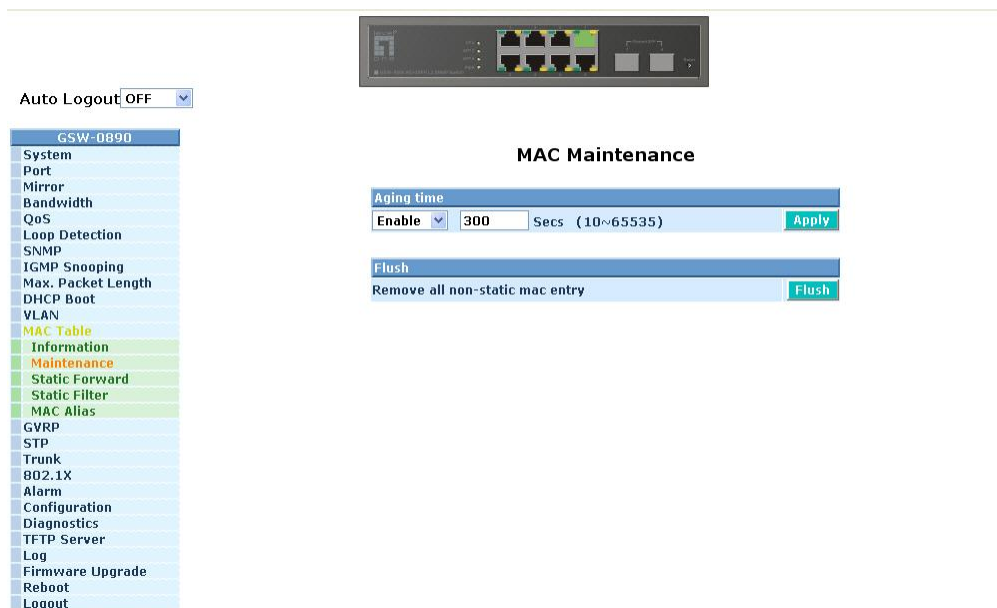 Auto Logout OFF
GSW-0890
System
Port
Mirror
Bandwidth
QoS
Loop Detection
SNMP
IGMP Snooping
Max. Packet Length
DHCP Boot
VLAN
MAC Table
Information
Maintenance
Static Forward
Static Filter
MAC Alias
GVRP
STP
Trunk
802.1X
Alarm
Configuration
Diagnostics
TFTP Server
Log
Firmware Upgrade
Reboot
Logout
MAC Maintenance
Aging time
Enable 300 Secs (10~65535) Apply
Flush
Remove all non-static mac entry Flush